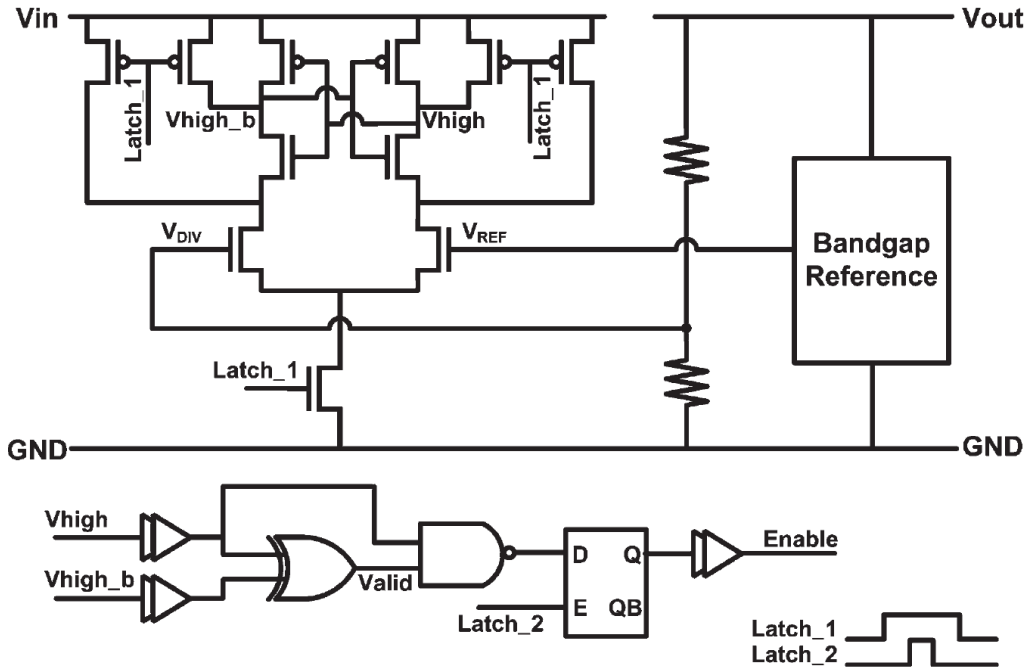 Vin
Vout
Latch_1
Vhigh_b
Vhigh
Latch_1
VDIV
VREF
Bandgap
Reference
Latch_1
GND
GND
Vhigh
Enable
D
Q
Vhigh_b
Valid
Latch_2
E
QB
Latch_1
Latch_2